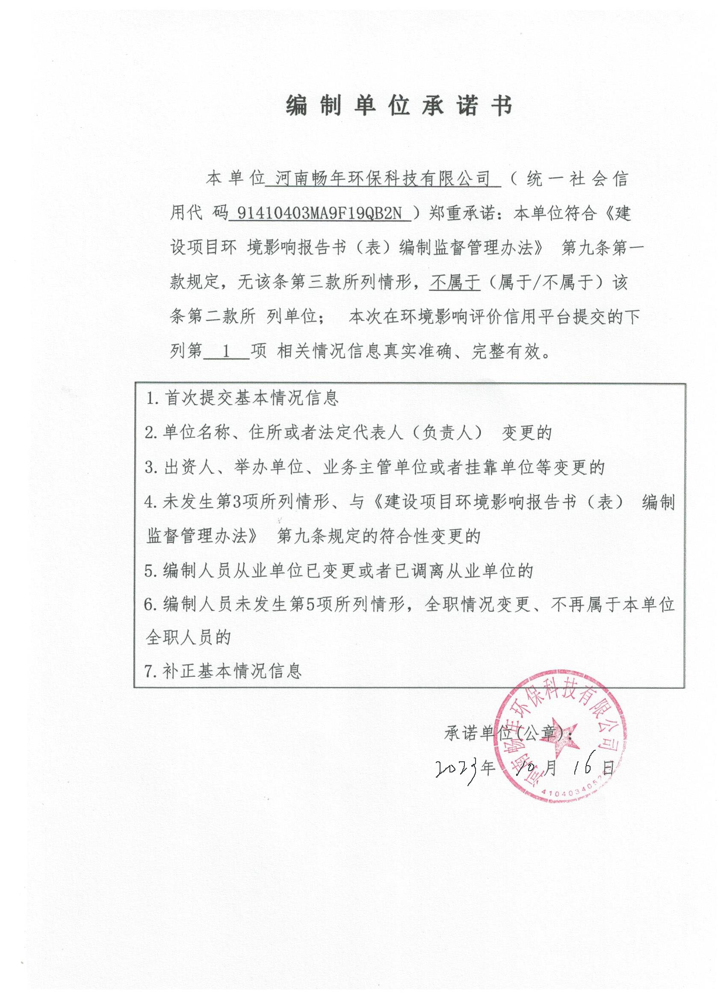 编制单位承诺书
本单位 河南畅年环保科技有限公司 （统一社会信
用代 码 91410403MA9F19QB2N ）郑重承诺：本单位符合《建
设项目环 境影响报告书（表）编制监督管理办法》 第九条第一
款规定，无该条第三款所列情形，不属于（属于/不属于）该
条第二款所 列单位； 本次在环境影响评价信用平台提交的下
列第 1 项 相关情况信息真实准确、完整有效。
1.首次提交基本情况信息
2.单位名称、住所或者法定代表人（负责人） 变更的
3.出资人、举办单位、业务主管单位或者挂靠单位等变更的
4.未发生第3项所列情形、与《建设项目环境影响报告书（表） 编制
监督管理办法》 第九条规定的符合性变更的
5.编制人员从业单位已变更或者已调离从业单位的
6.编制人员未发生第5项所列情形，全职情况变更、不再属于本单位
全职人员的
7.补正基本情况信息
河南畅年环保科技有限公司
承诺单位(公章)：
2023年 10月 16日